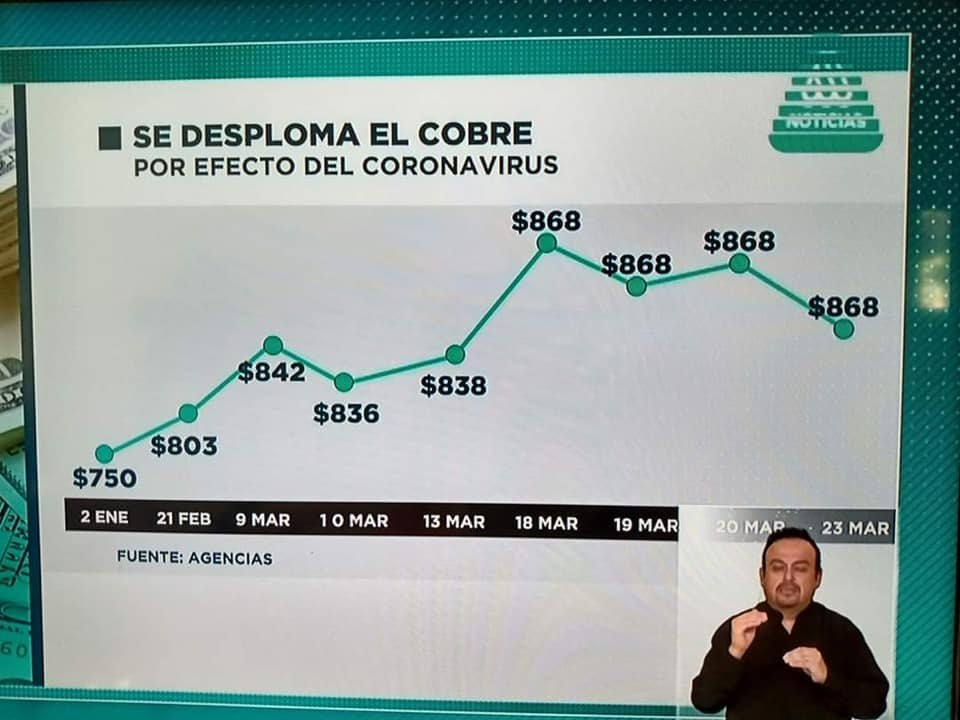 SE DESPLOMA EL COBRE
POR EFECTO DEL CORONAVIRUS
NOTICIAS
$868
$868
$868
$868
$842
$836
$838
$803
$750
2 ENE 21 FEB 9 MAR 1 0 MAR 13 MAR 18 MAR 19 MAR 20 MAR 23 MAR
FUENTE: AGENCIAS
60